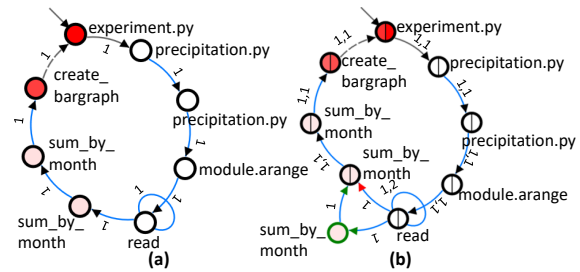 experiment.py
1
1
precipitation.py
create_
bargraph
1
1
precipitation.py
1
1
sum_by_
month
module.arange
1
1
1
1
sum_by_
month
read
(a)
experiment.py
1,1
1,1
precipitation.py
create_
bargraph
1,1
1,1
sum_by_
month
precipitation.py
1,1
1,1
sum_by_
month
module.arange
1,2
1,1
1
1
1
sum_by_
month
read
(b)